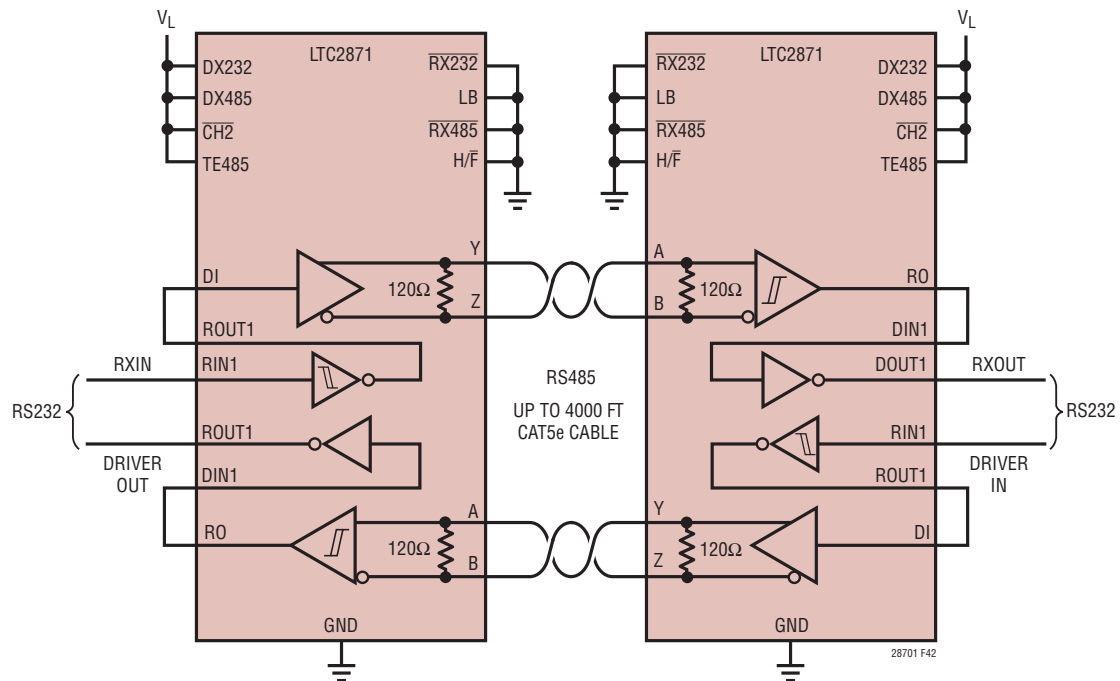 VL
LTC2871
DX232
DX485
CH2
TE485
RX232
LB
RX485
H/F
DI
ROUT1
RXIN
RIN1
RS232
ROUT1
DRIVER
OUT
DIN1
RO
Y
120Ω
Z
A
120Ω
B
GND
RS485
UP TO 4000 FT
CAT5e CABLE
VL
LTC2871
RX232
LB
RX485
H/F
DX232
DX485
CH2
TE485
A
120Ω
B
RO
DIN1
DOUT1
RXOUT
RS232
RIN1
ROUT1
DRIVER
IN
Y
120Ω
Z
DI
GND
28701 F42